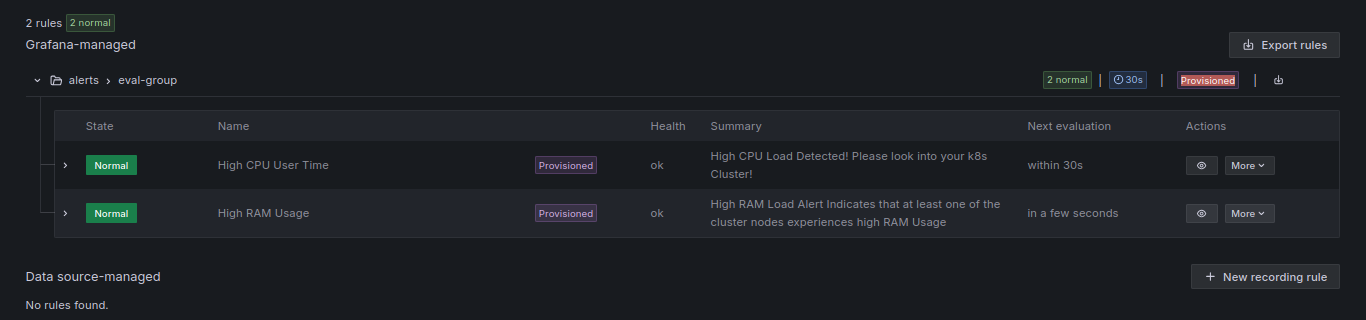 2 rules 2 normal
Grafana-managed
Export rules
alerts › eval-group
2 normal | 30s | Provisioned |
State Name Health Summary Next evaluation Actions
Normal High CPU User Time Provisioned ok High CPU Load Detected! Please look into your k8s within 30s More
Cluster!
Normal High RAM Usage Provisioned ok High RAM Load Alert Indicates that at least one of the in a few seconds More
cluster nodes experiences high RAM Usage
Data source-managed
New recording rule
No rules found.